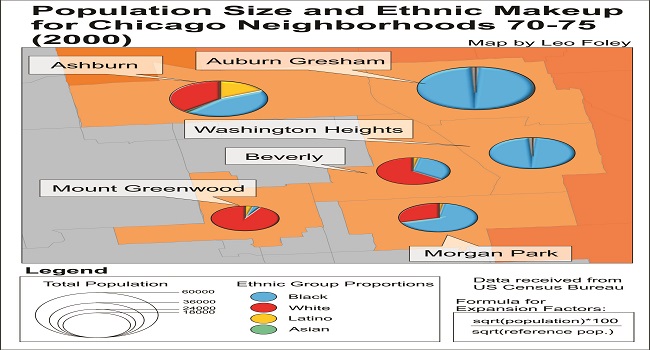 Population Size and Ethnic Makeup
for Chicago Neighborhoods 70-75
(2000)
Map by Leo Foley
Ashburn
Auburn Gresham
Washington Heights
Beverly
Mount Greenwood
Morgan Park
Legend
Total Population
60000
36000
24000
18000
Ethnic Group Proportions
Black
White
Latino
Asian
Data received from
US Census Bureau
Formula for
Expansion Factors:
sqrt(population)*100
sqrt(reference pop.)